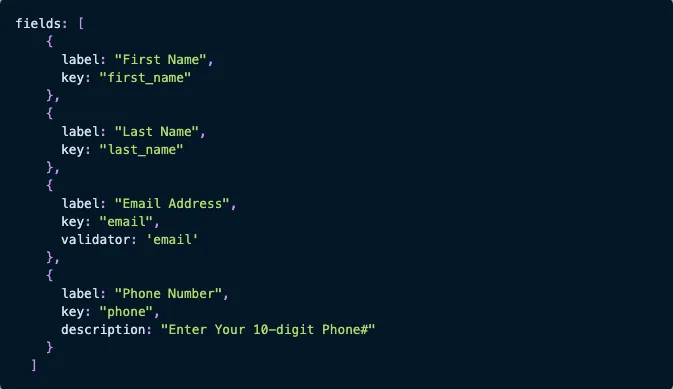 fields: [
{
label: "First Name",
key: "first_name"
},
{
label: "Last Name",
key: "last_name"
},
{
label: "Email Address",
key: "email",
validator: 'email'
},
{
label: "Phone Number",
key: "phone",
description: "Enter Your 10-digit Phone#"
}
]